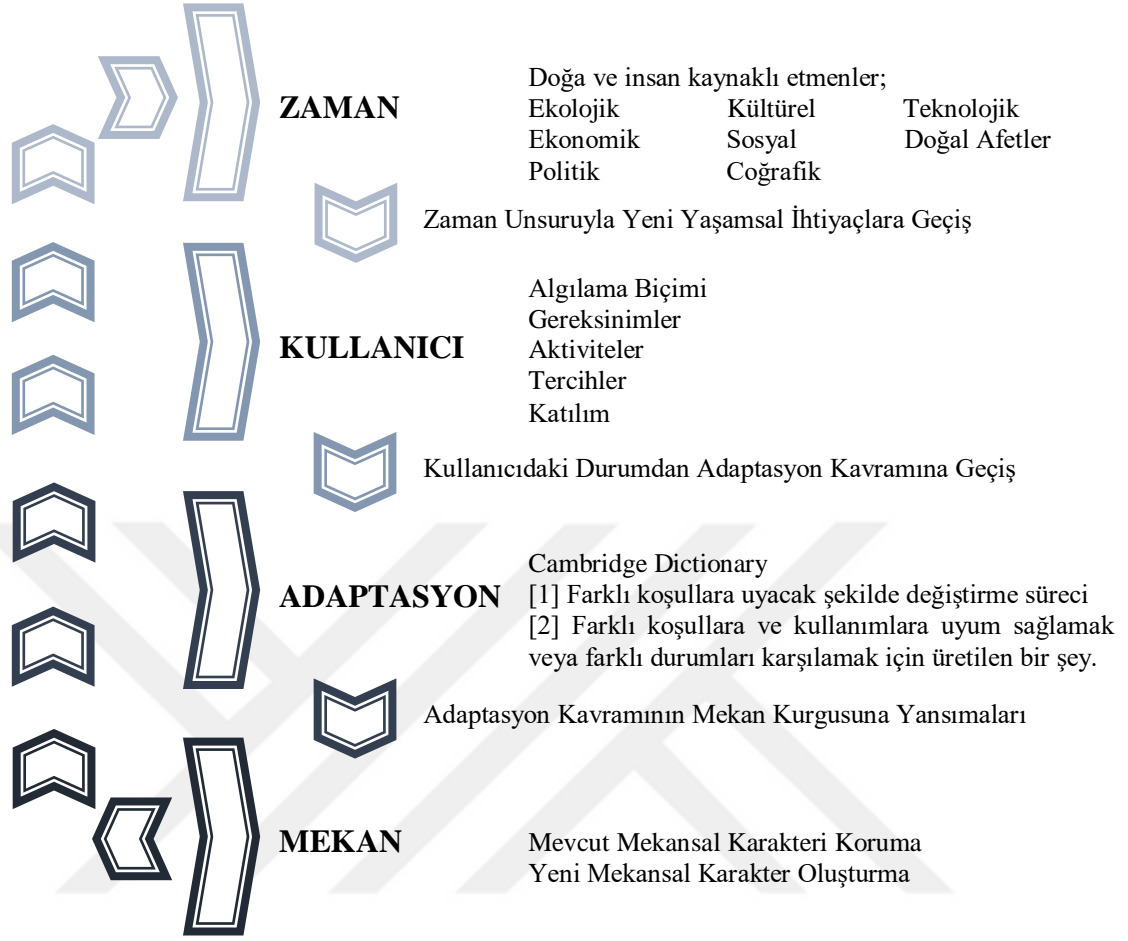 ZAMAN
Doğa ve insan kaynaklı etmenler;
Ekolojik Kültürel Teknolojik
Ekonomik Sosyal Doğal Afetler
Politik Coğrafik
Zaman Unsuruyla Yeni Yaşamsal İhtiyaçlara Geçiş
KULLANICI
Algılama Biçimi
Gereksinimler
Aktiviteler
Tercihler
Katılım
Kullanıcıdaki Durumdan Adaptasyon Kavramına Geçiş
ADAPTASYON
Cambridge Dictionary
[1] Farklı koşullara uyacak şekilde değiştirme süreci
[2] Farklı koşullara ve kullanımlara uyum sağlamak
veya farklı durumları karşılamak için üretilen bir şey.
Adaptasyon Kavramının Mekan Kurgusuna Yansımaları
MEKAN
Mevcut Mekansal Karakteri Koruma
Yeni Mekansal Karakter Oluşturma